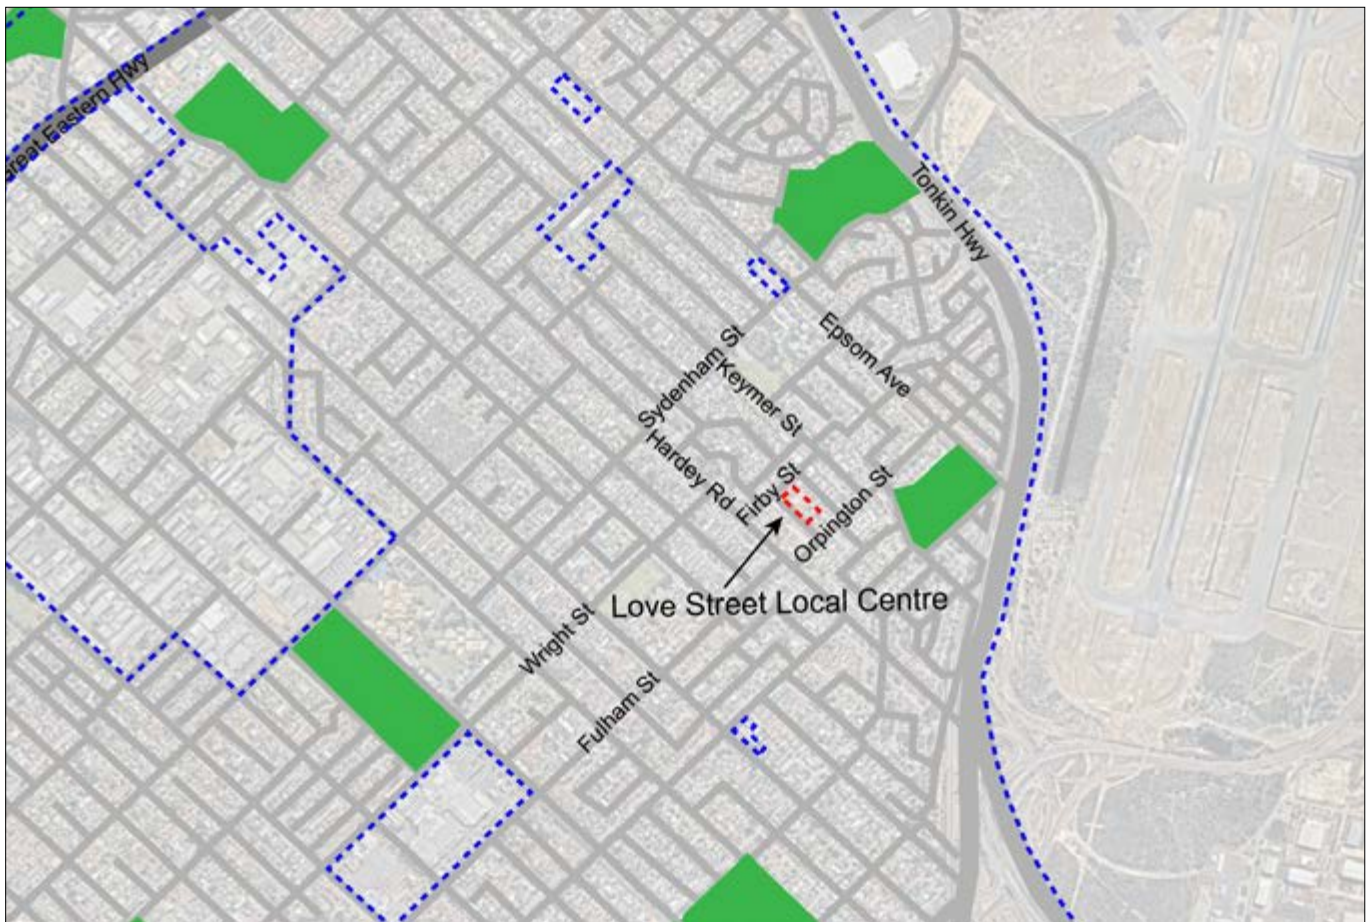 Great Eastern Hwy
Tonkin Hwy
Epsom Ave
Sydenham St
Keymer St
Hardey Rd
Firby St
Orpington St
Love Street Local Centre
Wright St
Fulham St